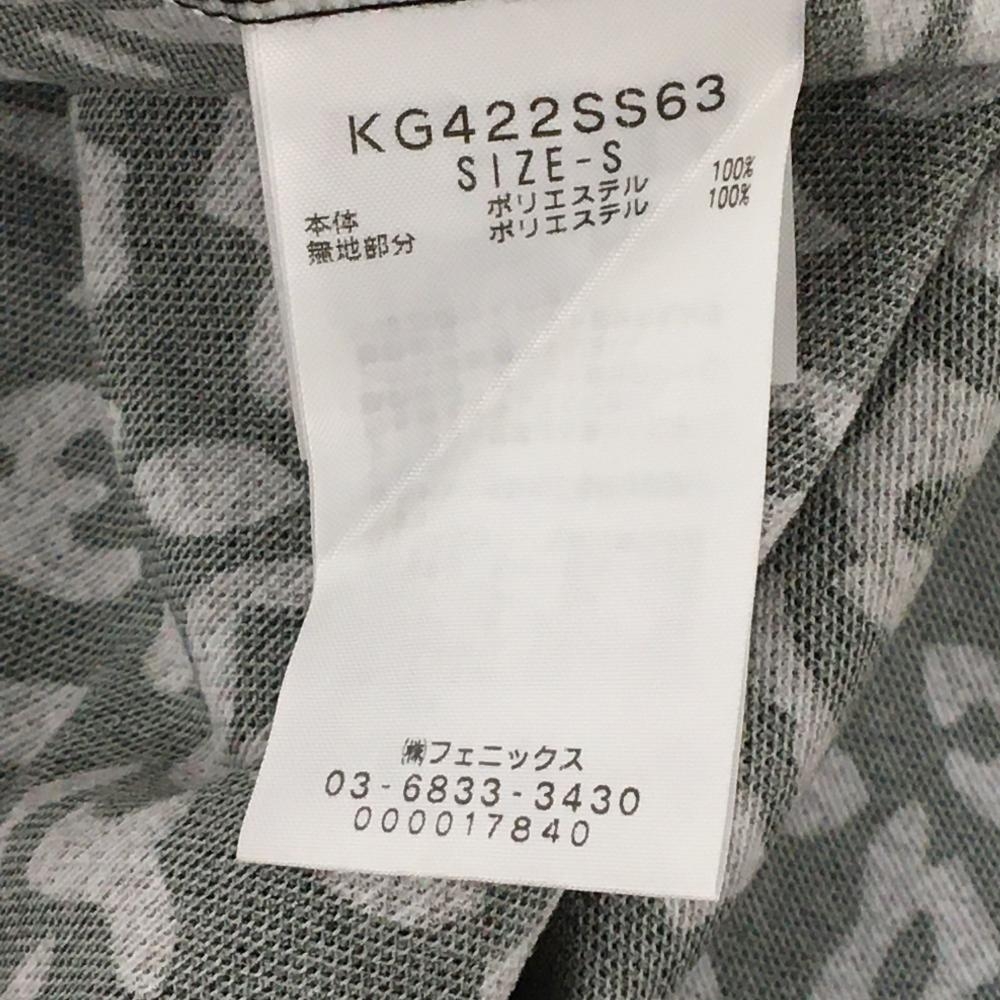 KG422SS63
SIZE-S
本体 ポリエステル 100%
無地部分 ポリエステル 100%
㈱フェニックス
03-6833-3430
000017840